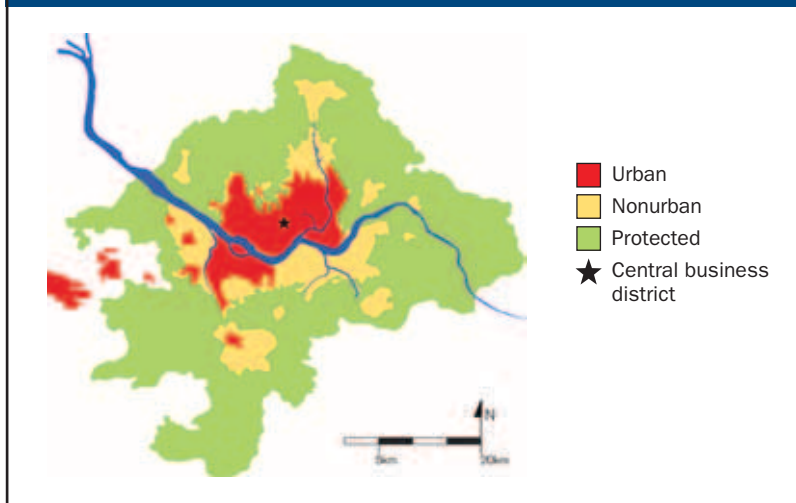 Urban
Nonurban
Protected
Central business
district
N
5km
20km